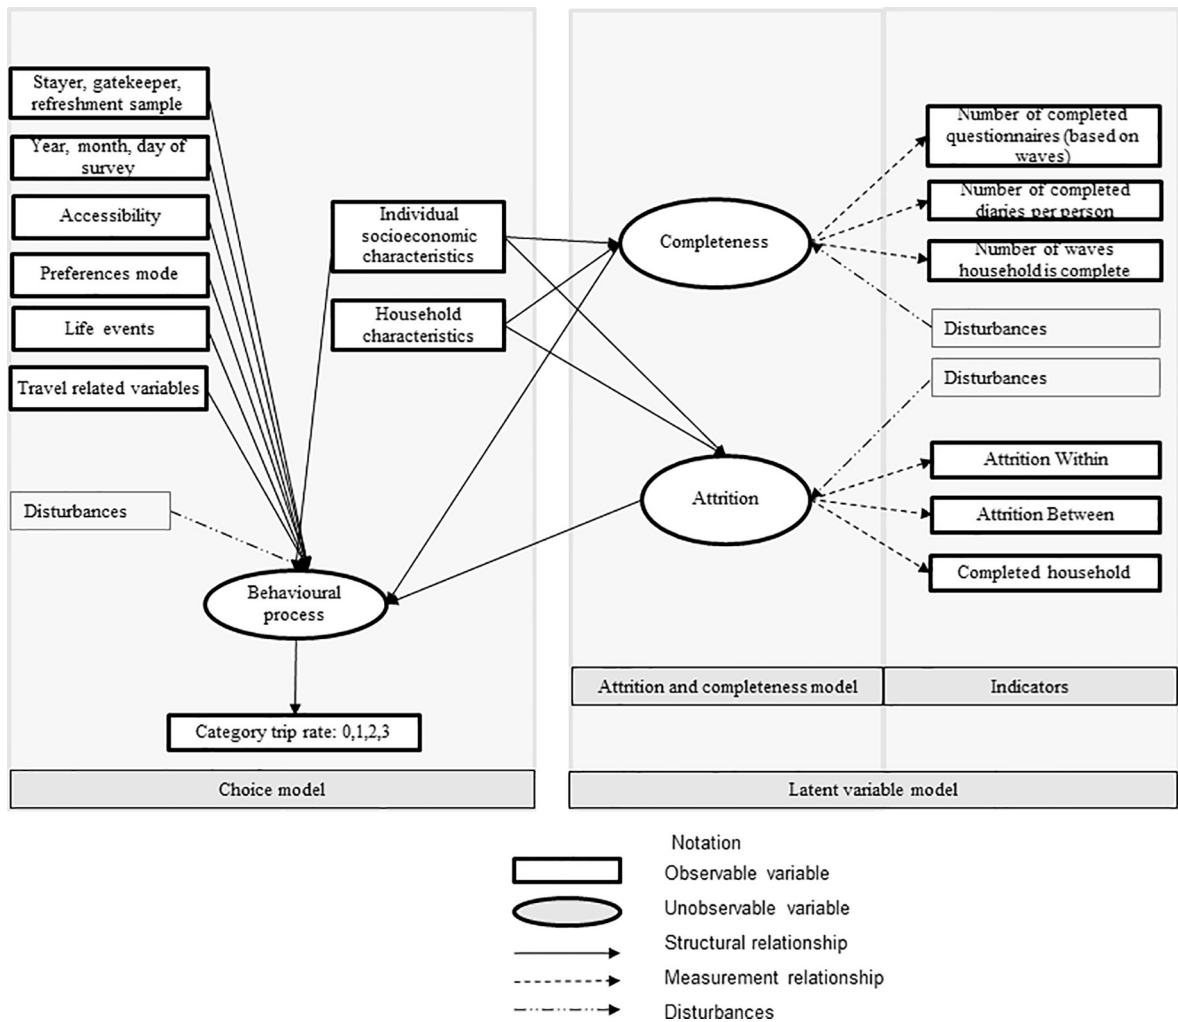 Stayer, gatekeeper,
refreshment sample
Year, month, day of
survey
Accessibility
Preferences mode
Life events
Travel related variables
Disturbances
Individual
socioeconomic
characteristics
Household
characteristics
Behavioural
process
Category trip rate: 0,1,2,3
Choice model
Completeness
Attrition
Number of completed
questionnaires (based on
waves)
Number of completed
diaries per person
Number of waves
household is complete
Disturbances
Disturbances
Attrition Within
Attrition Between
Completed household
Attrition and completeness model
Indicators
Latent variable model
Notation
Observable variable
Unobservable variable
Structural relationship
Measurement relationship
Disturbances